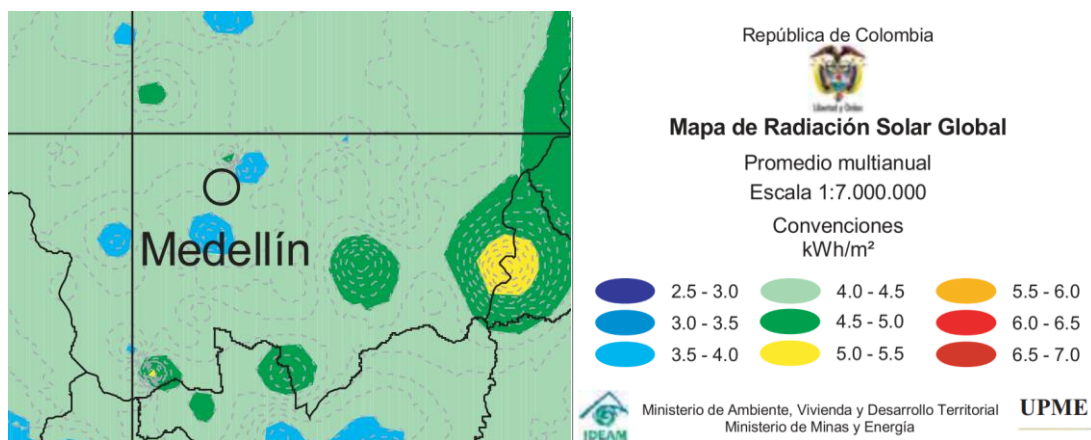 Medellín
República de Colombia
Libertad y Orden
Mapa de Radiación Solar Global
Promedio multianual
Escala 1:7.000.000
Convenciones
kWh/m²
2.5 - 3.0 4.0 - 4.5 5.5 - 6.0
3.0 - 3.5 4.5 - 5.0 6.0 - 6.5
3.5 - 4.0 5.0 - 5.5 6.5 - 7.0
IDEAM
Ministerio de Ambiente, Vivienda y Desarrollo Territorial
Ministerio de Minas y Energía
UPME